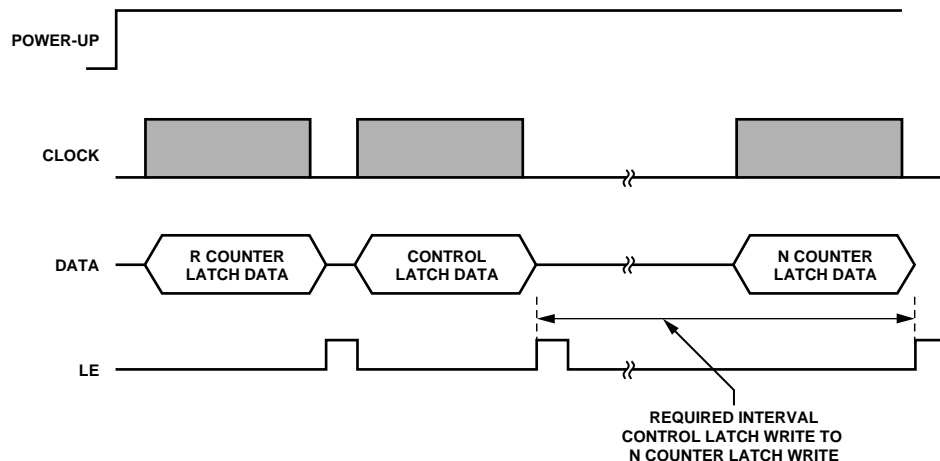 POWER-UP
CLOCK
DATA
R COUNTER
LATCH DATA
CONTROL
LATCH DATA
N COUNTER
LATCH DATA
LE
REQUIRED INTERVAL
CONTROL LATCH WRITE TO
N COUNTER LATCH WRITE